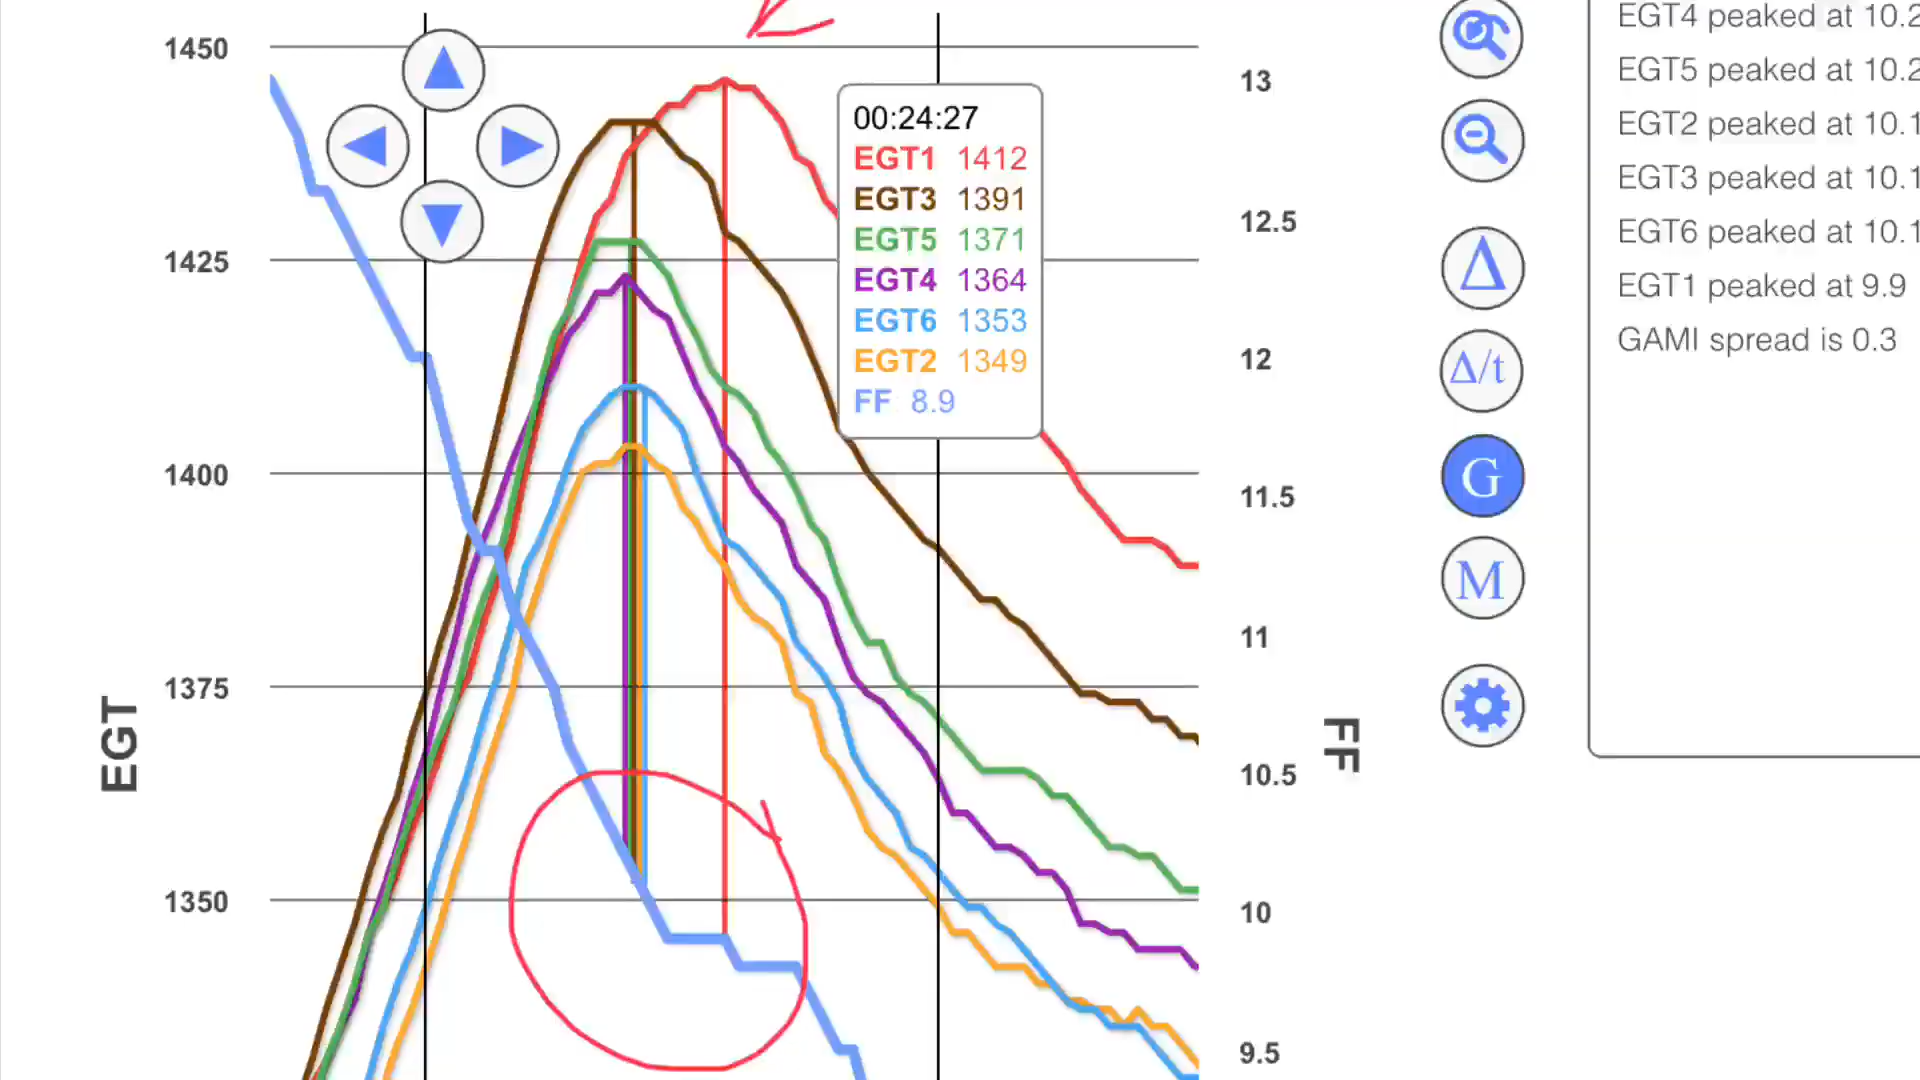 1450
1425
1400
1375
1350
EGT
00:24:27
EGT1 1412
EGT3 1391
EGT5 1371
EGT4 1364
EGT6 1353
EGT2 1349
FF 8.9
13
12.5
12
11.5
11
10.5
10
9.5
FF
Δ
Δ/t
G
M
EGT4 peaked at 10.2
EGT5 peaked at 10.2
EGT2 peaked at 10.1
EGT3 peaked at 10.1
EGT6 peaked at 10.1
EGT1 peaked at 9.9
GAMI spread is 0.3